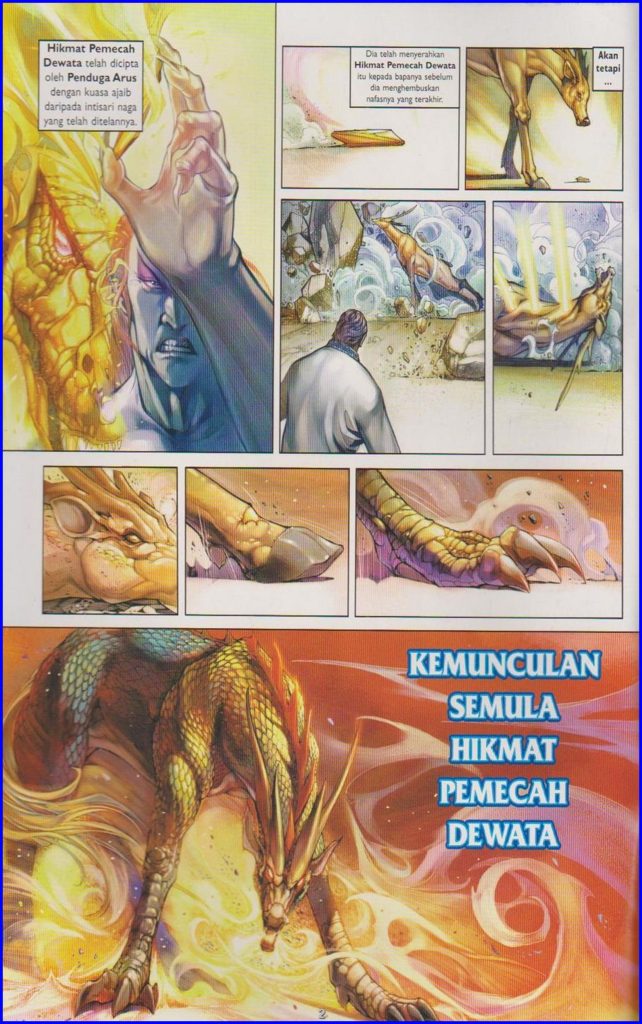 Hikmat Pemecah
Dewata telah dicipta
oleh Penduga Arus
dengan kuasa ajaib
daripada intisari naga
yang telah ditelannya.
Dia telah menyerahkan
Hikmat Pemecah Dewata
itu kepada bapanya sebelum
dia menghembuskan
nafasnya yang terakhir.
Akan
tetapi
...
KEMUNCULAN
SEMULA
HIKMAT
PEMECAH
DEWATA
2